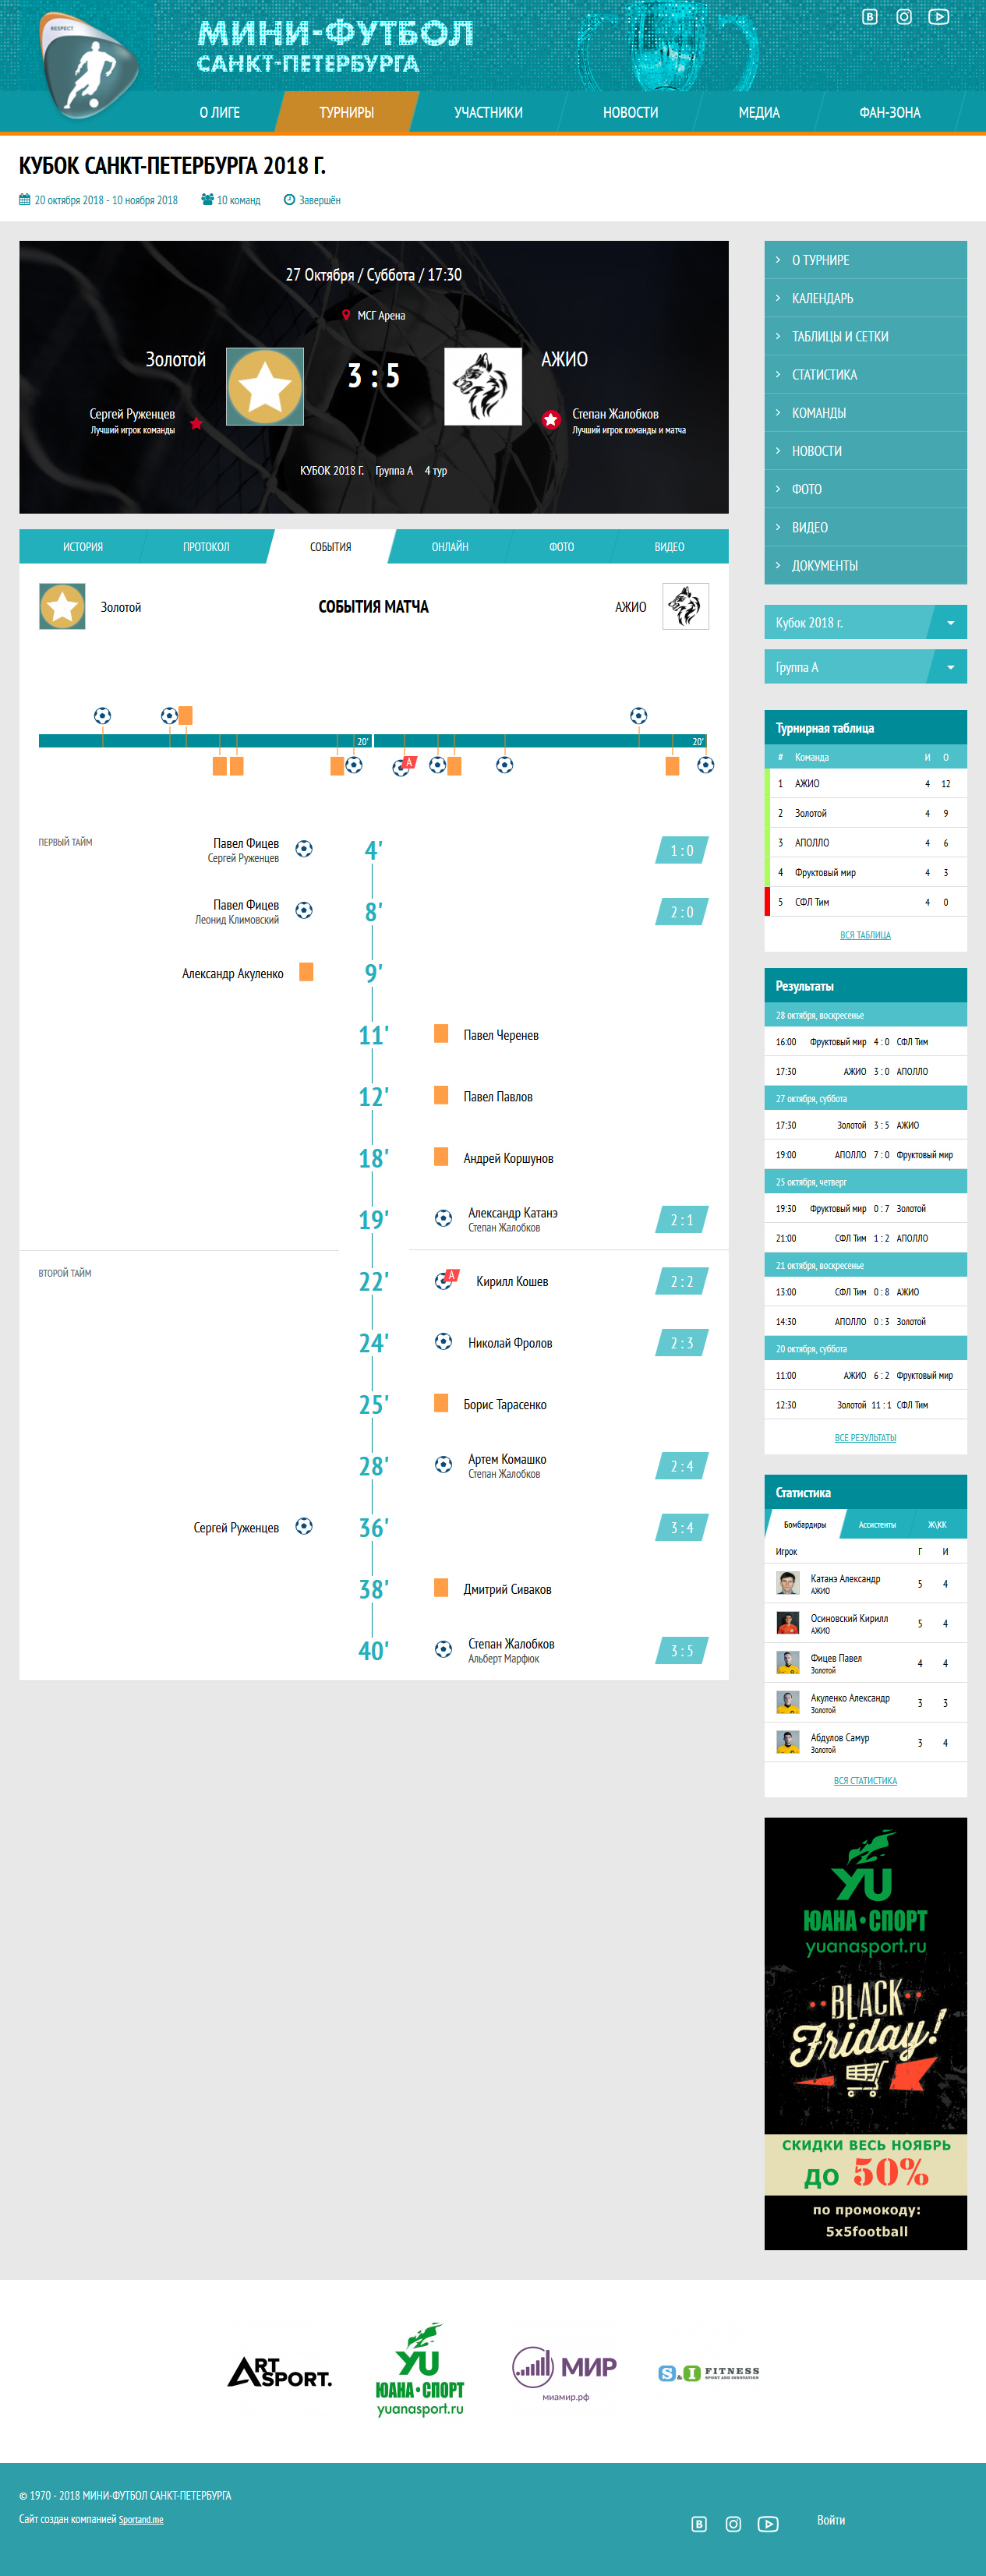 RESPECT
МИНИ-ФУТБОЛ
САНКТ-ПЕТЕРБУРГА
О ЛИГЕ ТУРНИРЫ УЧАСТНИКИ НОВОСТИ МЕДИА ФАН-ЗОНА
КУБОК САНКТ-ПЕТЕРБУРГА 2018 Г.
20 октября 2018 - 10 ноября 2018 10 команд Завершён
27 Октября / Суббота / 17:30
МСГ Арена
Золотой 3 : 5 АЖИО
Сергей Руженцев
Лучший игрок команды
Степан Жалобков
Лучший игрок команды и матча
КУБОК 2018 Г. Группа А 4 тур
ИСТОРИЯ ПРОТОКОЛ СОБЫТИЯ ОНЛАЙН ФОТО ВИДЕО
Золотой СОБЫТИЯ МАТЧА АЖИО
20' 20'
А
ПЕРВЫЙ ТАЙМ
Павел Фицев 4' 1 : 0
Сергей Руженцев
Павел Фицев 8' 2 : 0
Леонид Климовский
Александр Акуленко 9'
11' Павел Черенев
12' Павел Павлов
18' Андрей Коршунов
19' Александр Катанэ 2 : 1
Степан Жалобков
ВТОРОЙ ТАЙМ
22' А Кирилл Кошев 2 : 2
24' Николай Фролов 2 : 3
25' Борис Тарасенко
28' Артем Комашко 2 : 4
Степан Жалобков
Сергей Руженцев 36' 3 : 4
38' Дмитрий Сиваков
40' Степан Жалобков 3 : 5
Альберт Марфюк
О ТУРНИРЕ
КАЛЕНДАРЬ
ТАБЛИЦЫ И СЕТКИ
СТАТИСТИКА
КОМАНДЫ
НОВОСТИ
ФОТО
ВИДЕО
ДОКУМЕНТЫ
Кубок 2018 г.
Группа А
Турнирная таблица
# Команда И О
1 АЖИО 4 12
2 Золотой 4 9
3 АПОЛЛО 4 6
4 Фруктовый мир 4 3
5 СФЛ Тим 4 0
ВСЯ ТАБЛИЦА
Результаты
28 октября, воскресенье
16:00 Фруктовый мир 4 : 0 СФЛ Тим
17:30 АЖИО 3 : 0 АПОЛЛО
27 октября, суббота
17:30 Золотой 3 : 5 АЖИО
19:00 АПОЛЛО 7 : 0 Фруктовый мир
25 октября, четверг
19:30 Фруктовый мир 0 : 7 Золотой
21:00 СФЛ Тим 1 : 2 АПОЛЛО
21 октября, воскресенье
13:00 СФЛ Тим 0 : 8 АЖИО
14:30 АПОЛЛО 0 : 3 Золотой
20 октября, суббота
11:00 АЖИО 6 : 2 Фруктовый мир
12:30 Золотой 11 : 1 СФЛ Тим
ВСЕ РЕЗУЛЬТАТЫ
Статистика
Бомбардиры Ассистенты Ж\КК
Игрок Г И
Катанэ Александр 5 4
АЖИО
Осиновский Кирилл 5 4
АЖИО
Фицев Павел 4 4
Золотой
Акуленко Александр 3 3
Золотой
Абдулов Самур 3 4
Золотой
ВСЯ СТАТИСТИКА
YU
ЮАНА·СПОРТ
yuanasport.ru
BLACK
Friday!
СКИДКИ ВЕСЬ НОЯБРЬ
ДО 50%
по промокоду:
5x5football
ART SPORT.
YU
ЮАНА·СПОРТ
yuanasport.ru
МИР
миамир.рф
S&I FITNESS
SPORT AND INNOVATION
© 1970 - 2018 МИНИ-ФУТБОЛ САНКТ-ПЕТЕРБУРГА
Сайт создан компанией Sportand.me
Войти